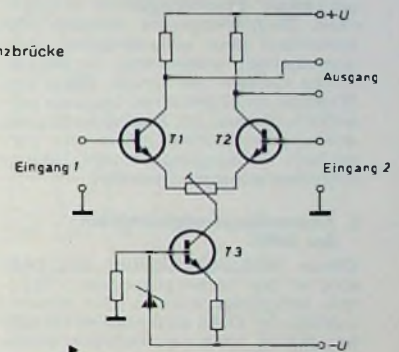 +U
nzbrücke
Ausgang
T1
T2
Eingang 1
Eingang 2
T3
-U